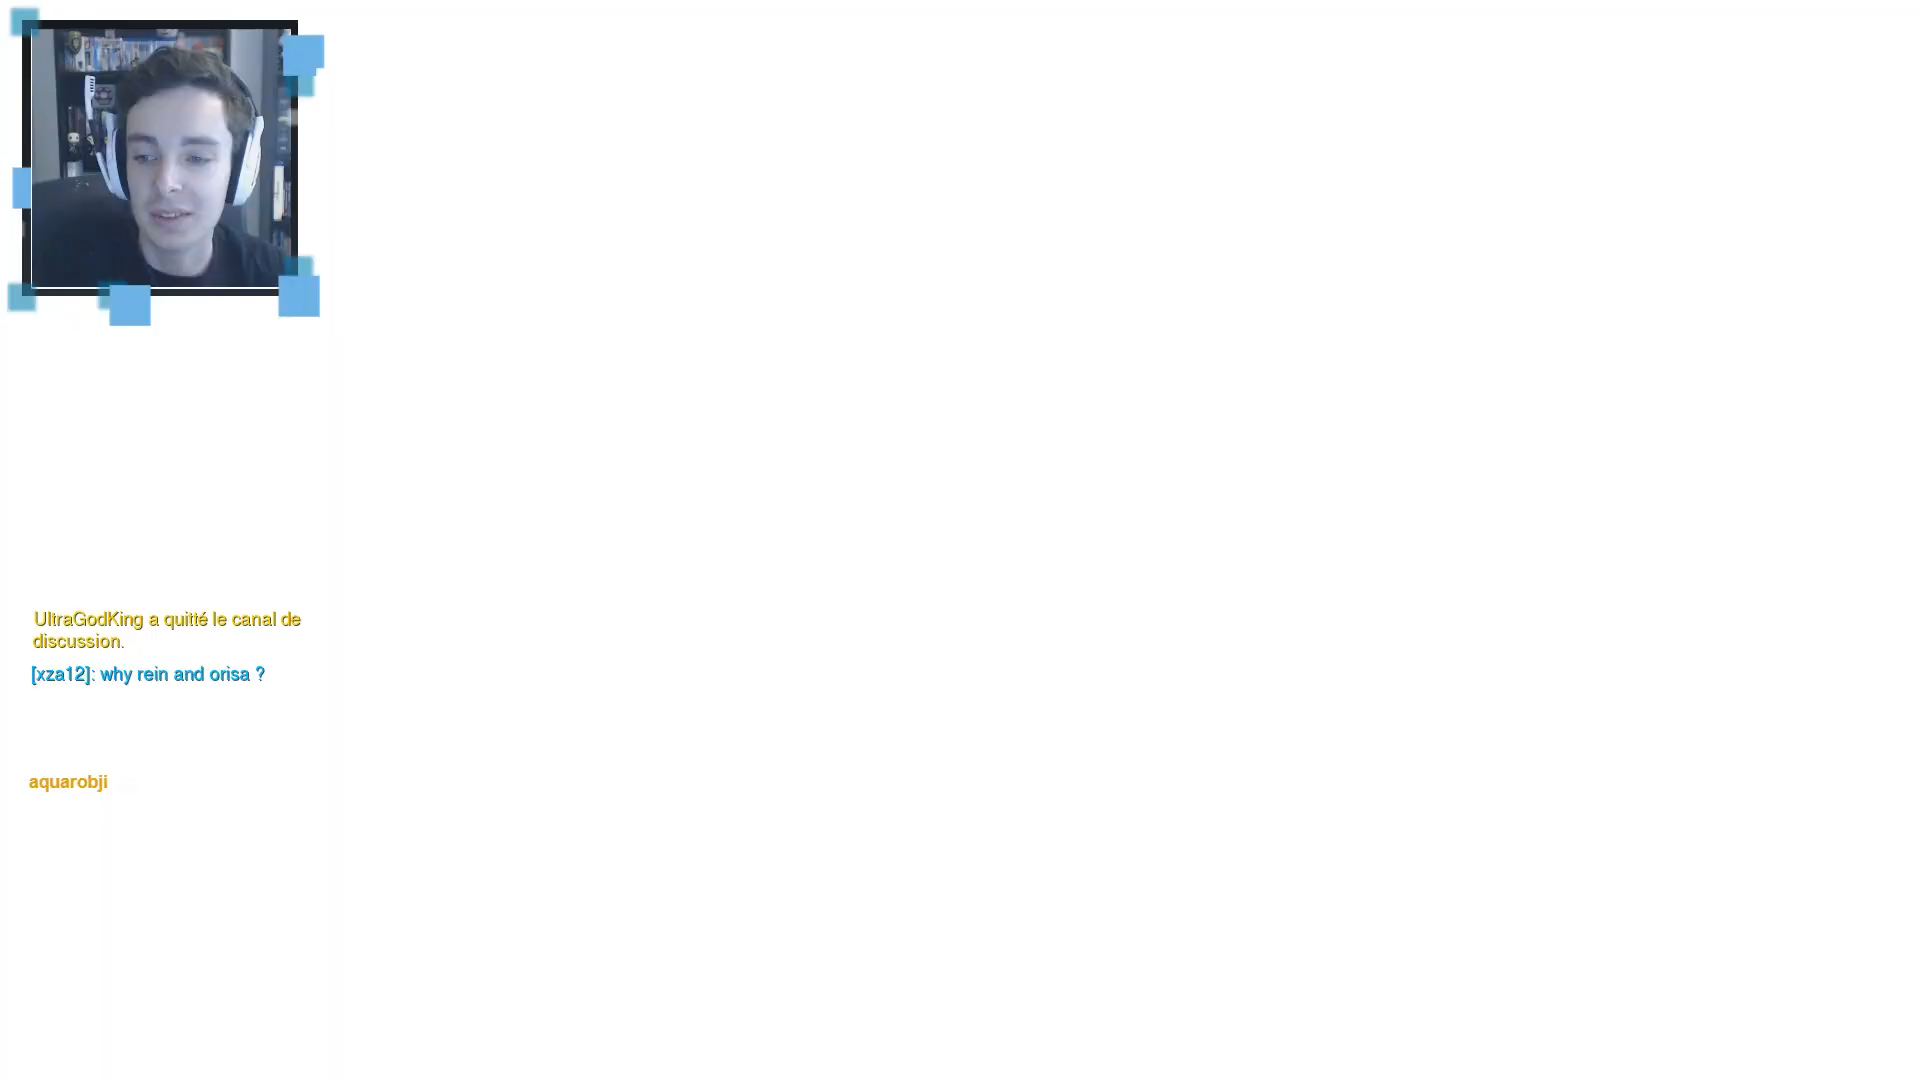 UltraGodKing a quitté le canal de
discussion.
[xza12]: why rein and orisa ?
aquarobji